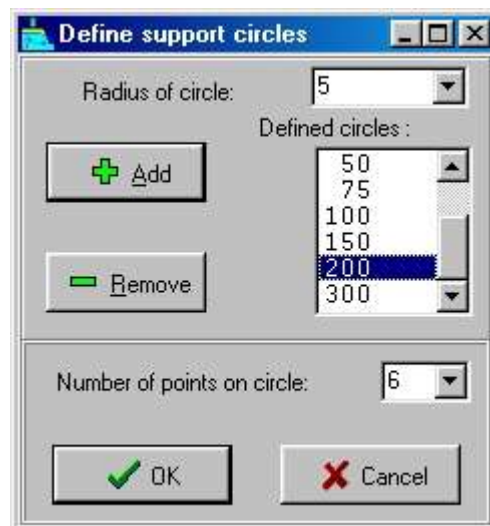 Define support circles
Radius of circle: 5
Defined circles :
Add
50
75
100
150
200
300
Remove
Number of points on circle: 6
OK Cancel